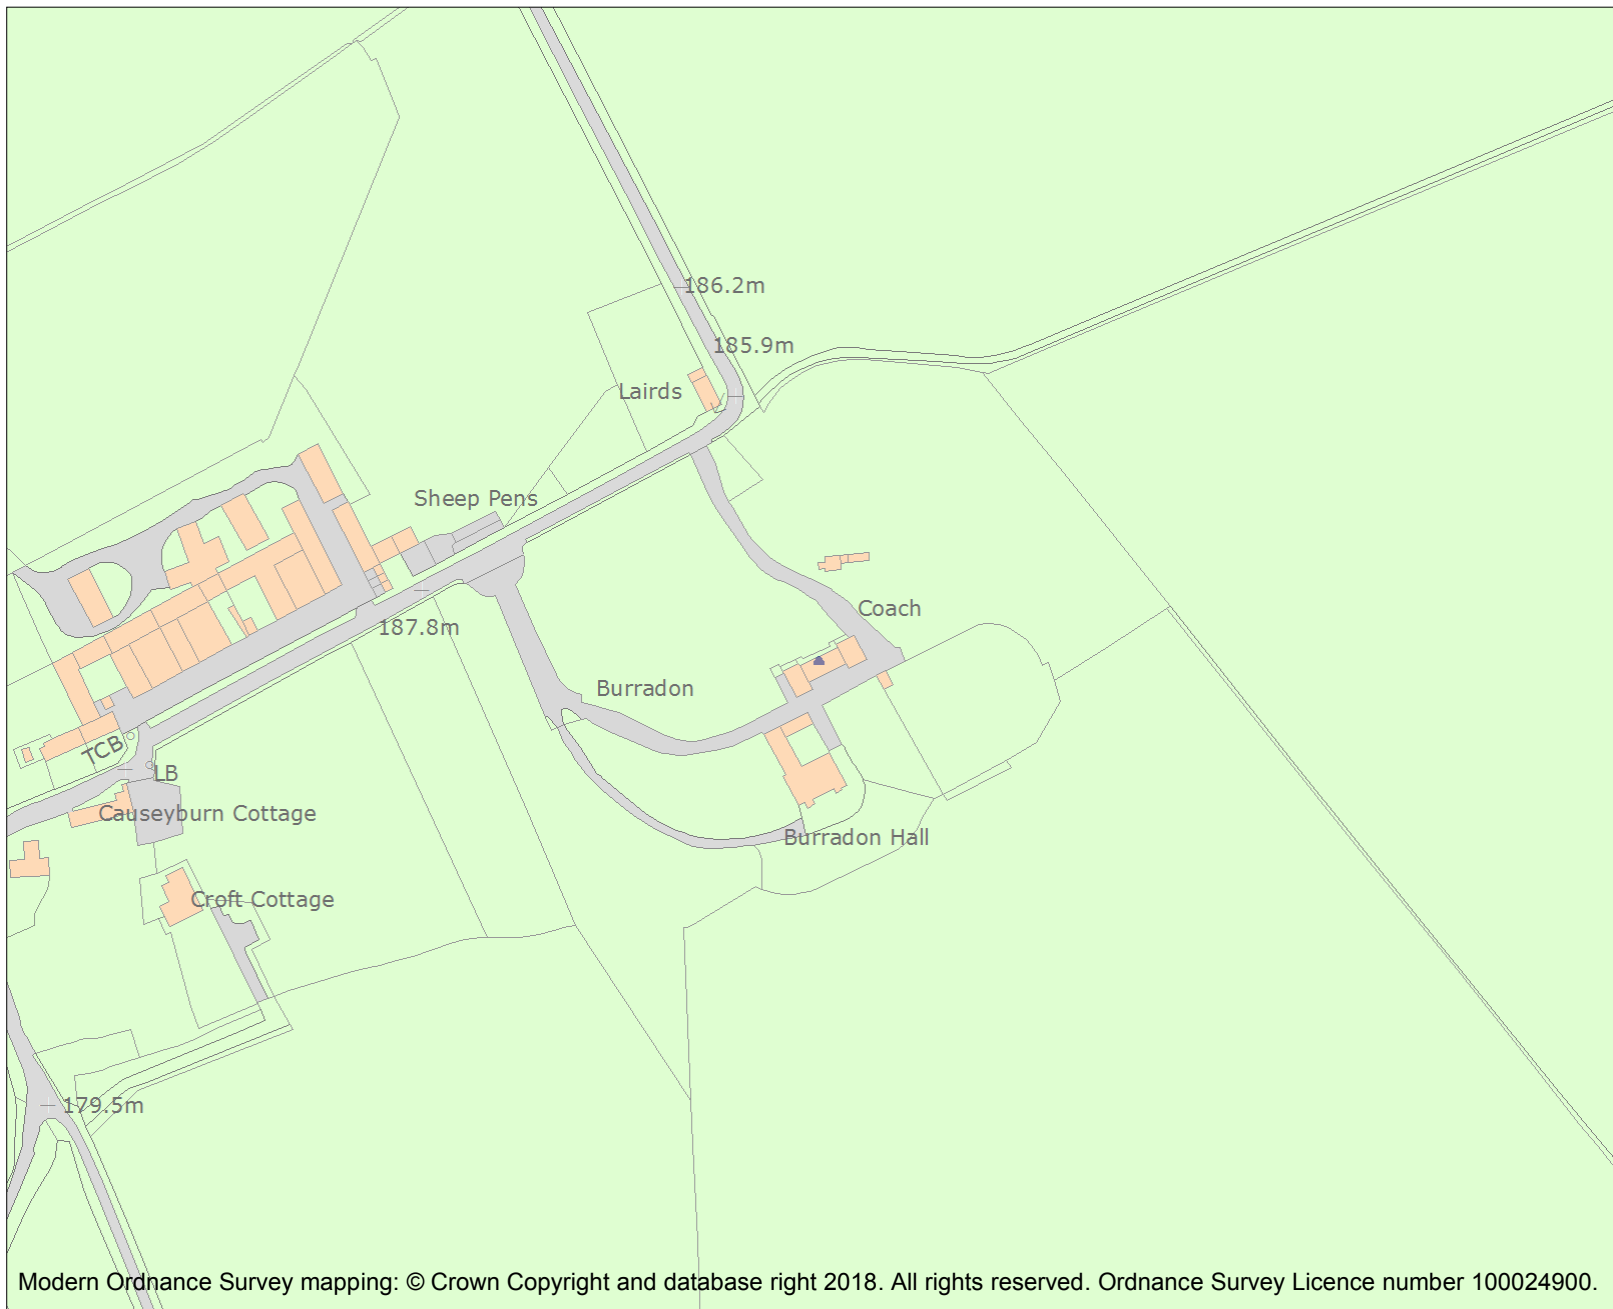 186.2m
185.9m
Lairds
Sheep Pens
Coach
187.8m
Burradon
TCB
LB
Causeyburn Cottage
Burradon Hall
Croft Cottage
179.5m
Modern Ordnance Survey mapping: © Crown Copyright and database right 2018. All rights reserved. Ordnance Survey Licence number 100024900.